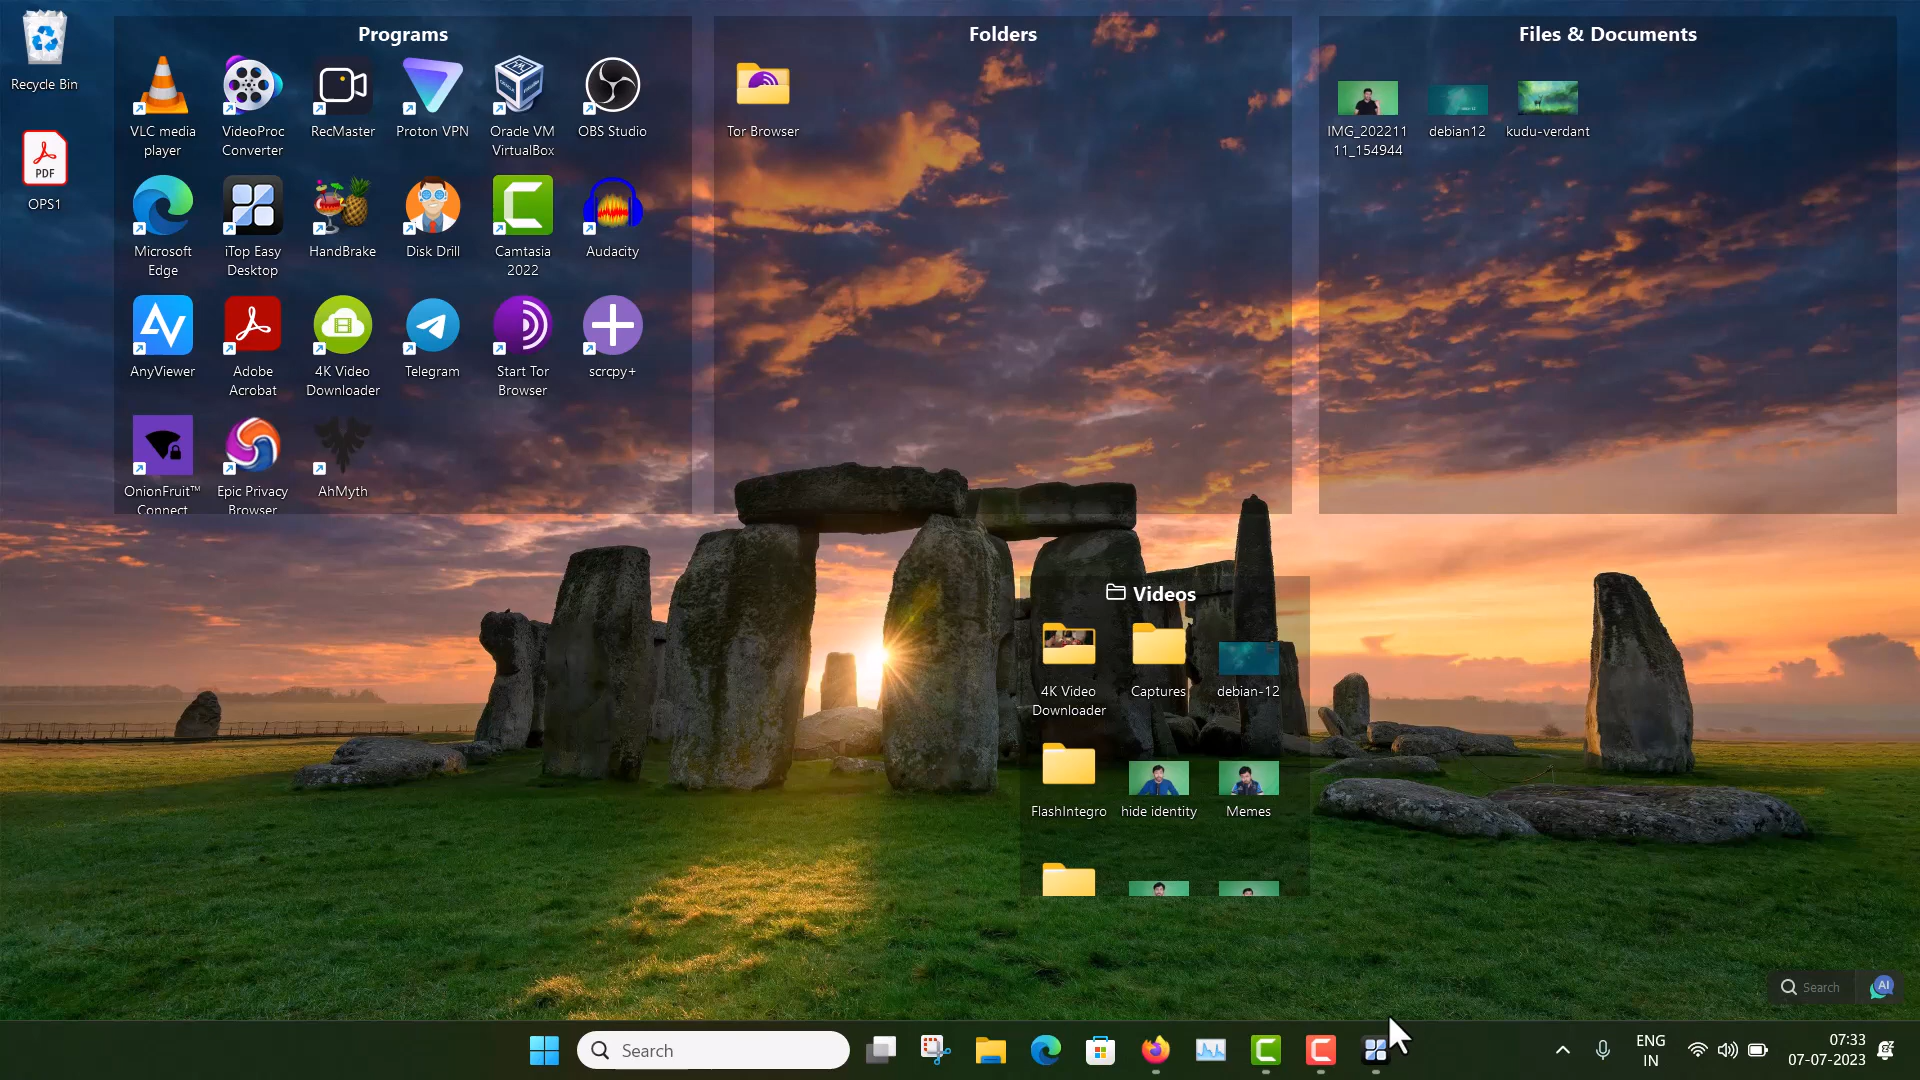 Recycle Bin
PDF
OPS1
Programs
VLC media
player
VideoProc
Converter
RecMaster
Proton VPN
Oracle VM
VirtualBox
OBS Studio
Microsoft
Edge
iTop Easy
Desktop
HandBrake
Disk Drill
Camtasia
2022
Audacity
AnyViewer
Adobe
Acrobat
4K Video
Downloader
Telegram
Start Tor
Browser
scrcpy+
OnionFruit™
Connect
Epic Privacy
Browser
AhMyth
Folders
Tor Browser
Files & Documents
IMG_202211
11_154944
debian12
kudu-verdant
Videos
4K Video
Downloader
Captures
debian-12
FlashIntegro
hide identity
Memes
Search
AI
Search
ENG
IN
07:33
07-07-2023